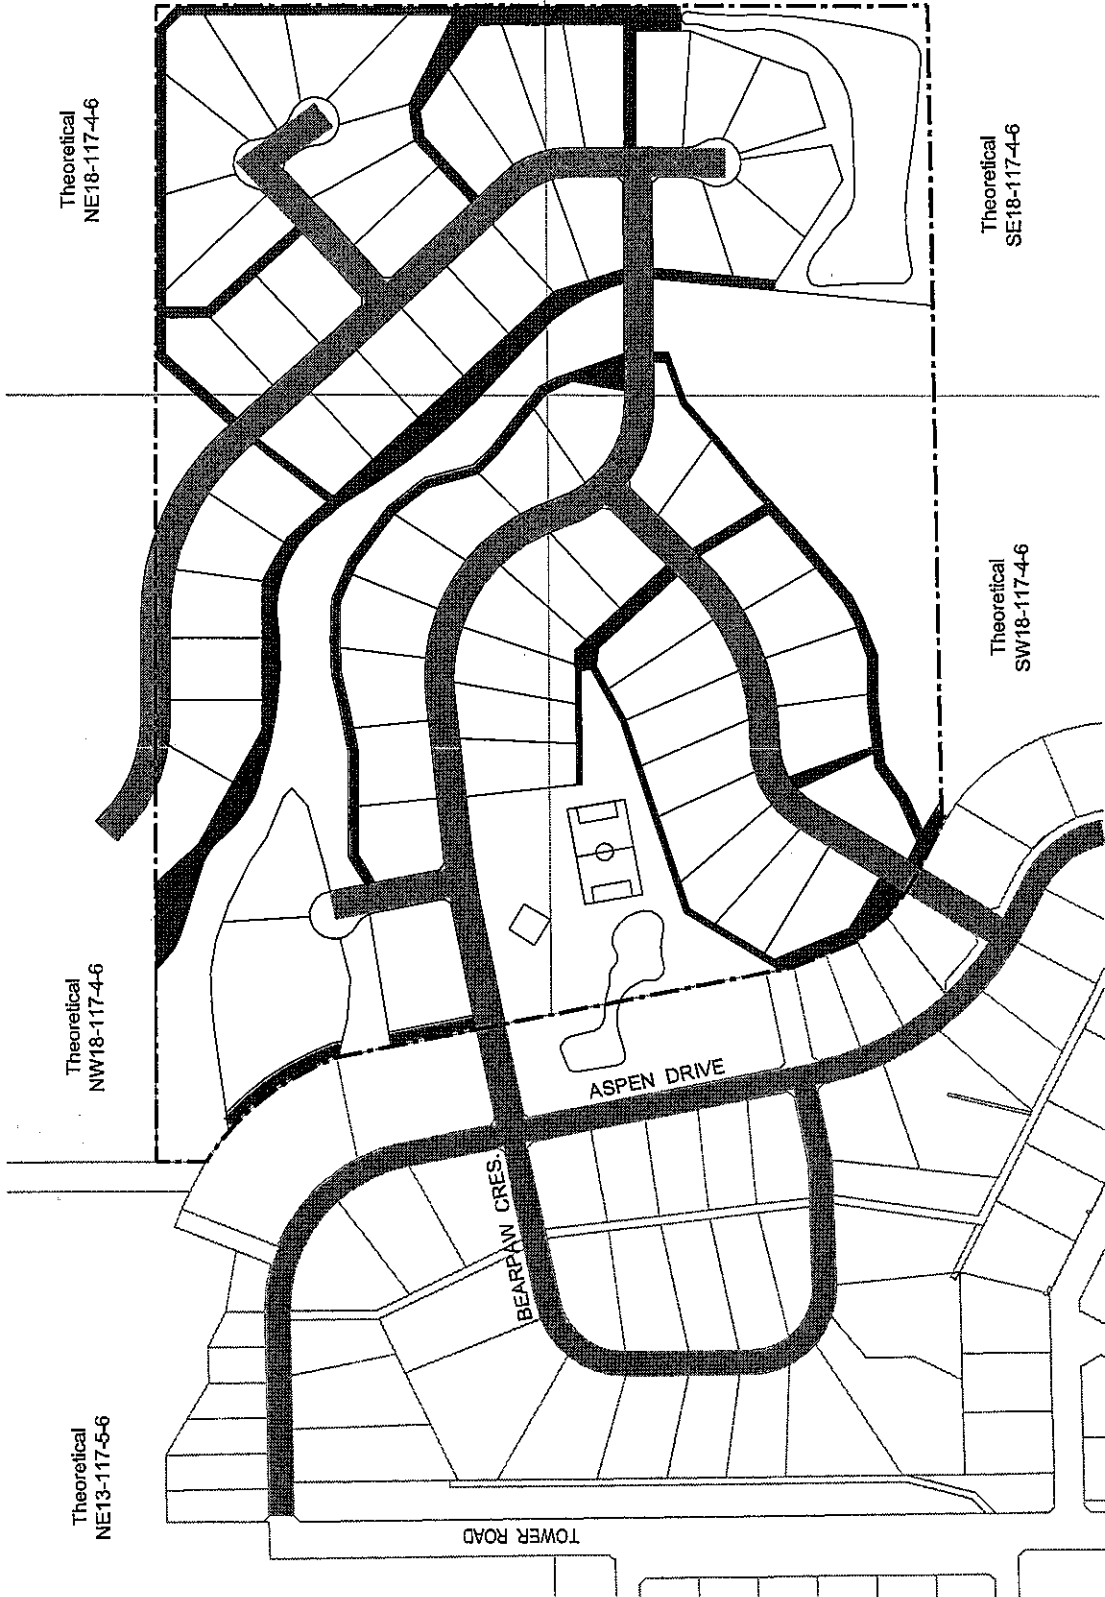 Theoretical
NE18-117-4-6
Theoretical
SE18-117-4-6
Theoretical
SW18-117-4-6
Theoretical
NW18-117-4-6
ASPEN DRIVE
BEARPAW CRES.
Theoretical
NE13-117-5-6
TOWER ROAD